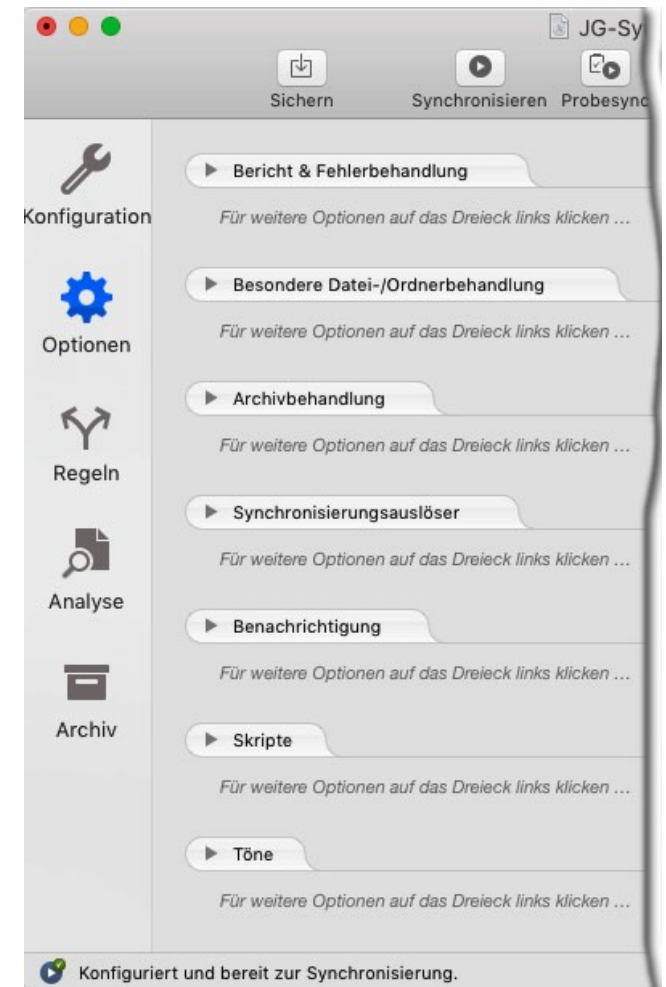 JG-Sy
Sichern Synchronisieren Probesync
Konfiguration
Optionen
Regeln
Analyse
Archiv
Bericht & Fehlerbehandlung
Für weitere Optionen auf das Dreieck links klicken ...
Besondere Datei-/Ordnerbehandlung
Für weitere Optionen auf das Dreieck links klicken ...
Archivbehandlung
Für weitere Optionen auf das Dreieck links klicken ...
Synchronisierungsauslöser
Für weitere Optionen auf das Dreieck links klicken ...
Benachrichtigung
Für weitere Optionen auf das Dreieck links klicken ...
Skripte
Für weitere Optionen auf das Dreieck links klicken ...
Töne
Für weitere Optionen auf das Dreieck links klicken ...
Konfiguriert und bereit zur Synchronisierung.